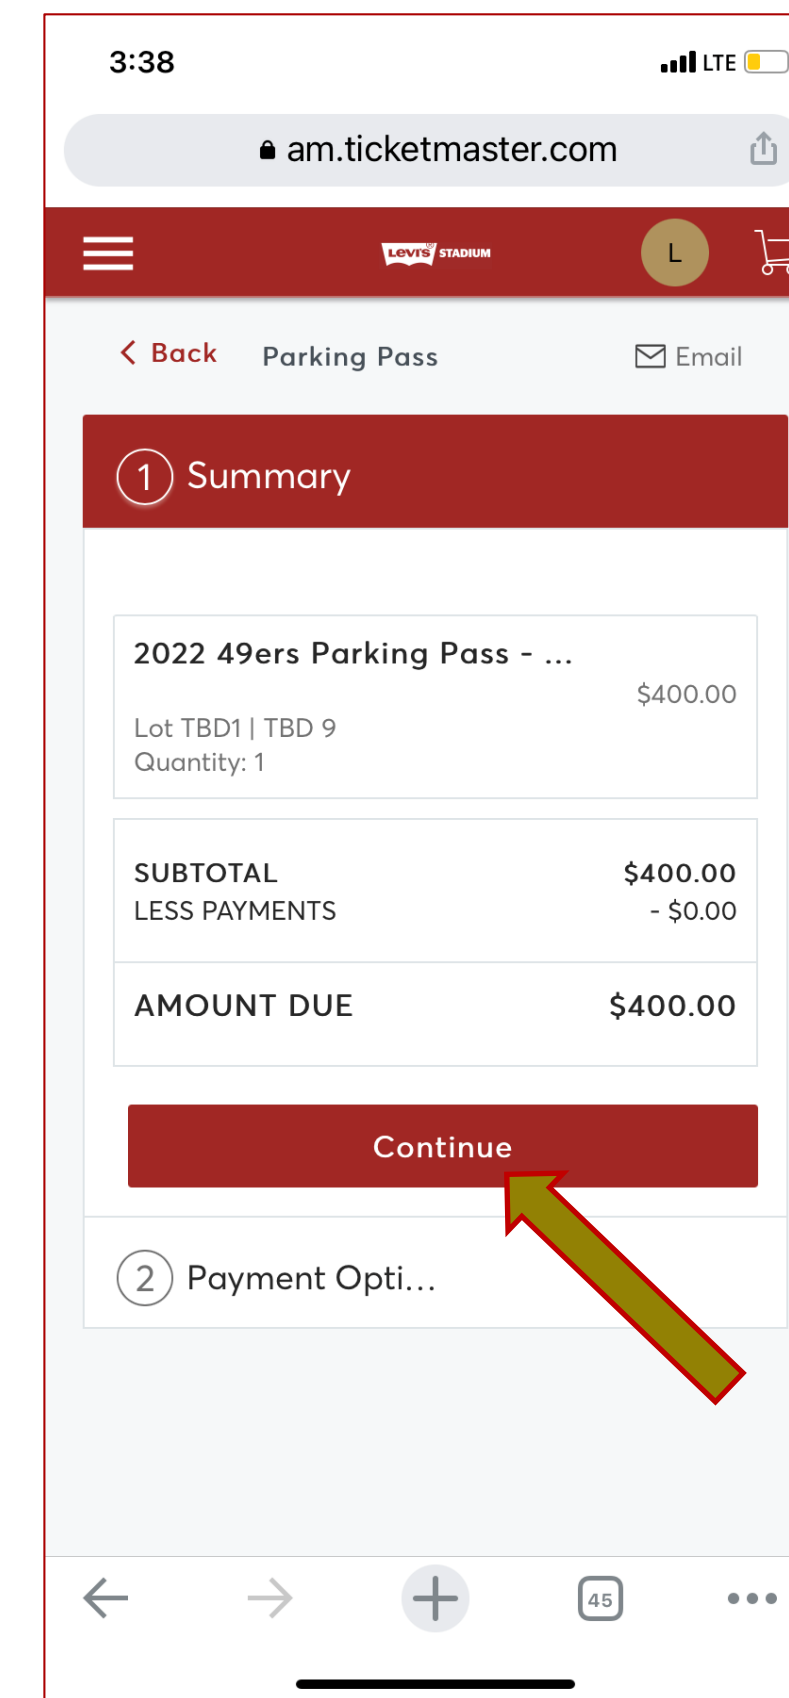 3:38
LTE
am.ticketmaster.com
LEVI'S® STADIUM
L
Back
Parking Pass
Email
1 Summary
2022 49ers Parking Pass - ...
$400.00
Lot TBD1 | TBD 9
Quantity: 1
SUBTOTAL $400.00
LESS PAYMENTS - $0.00
AMOUNT DUE $400.00
Continue
2 Payment Opti...
45